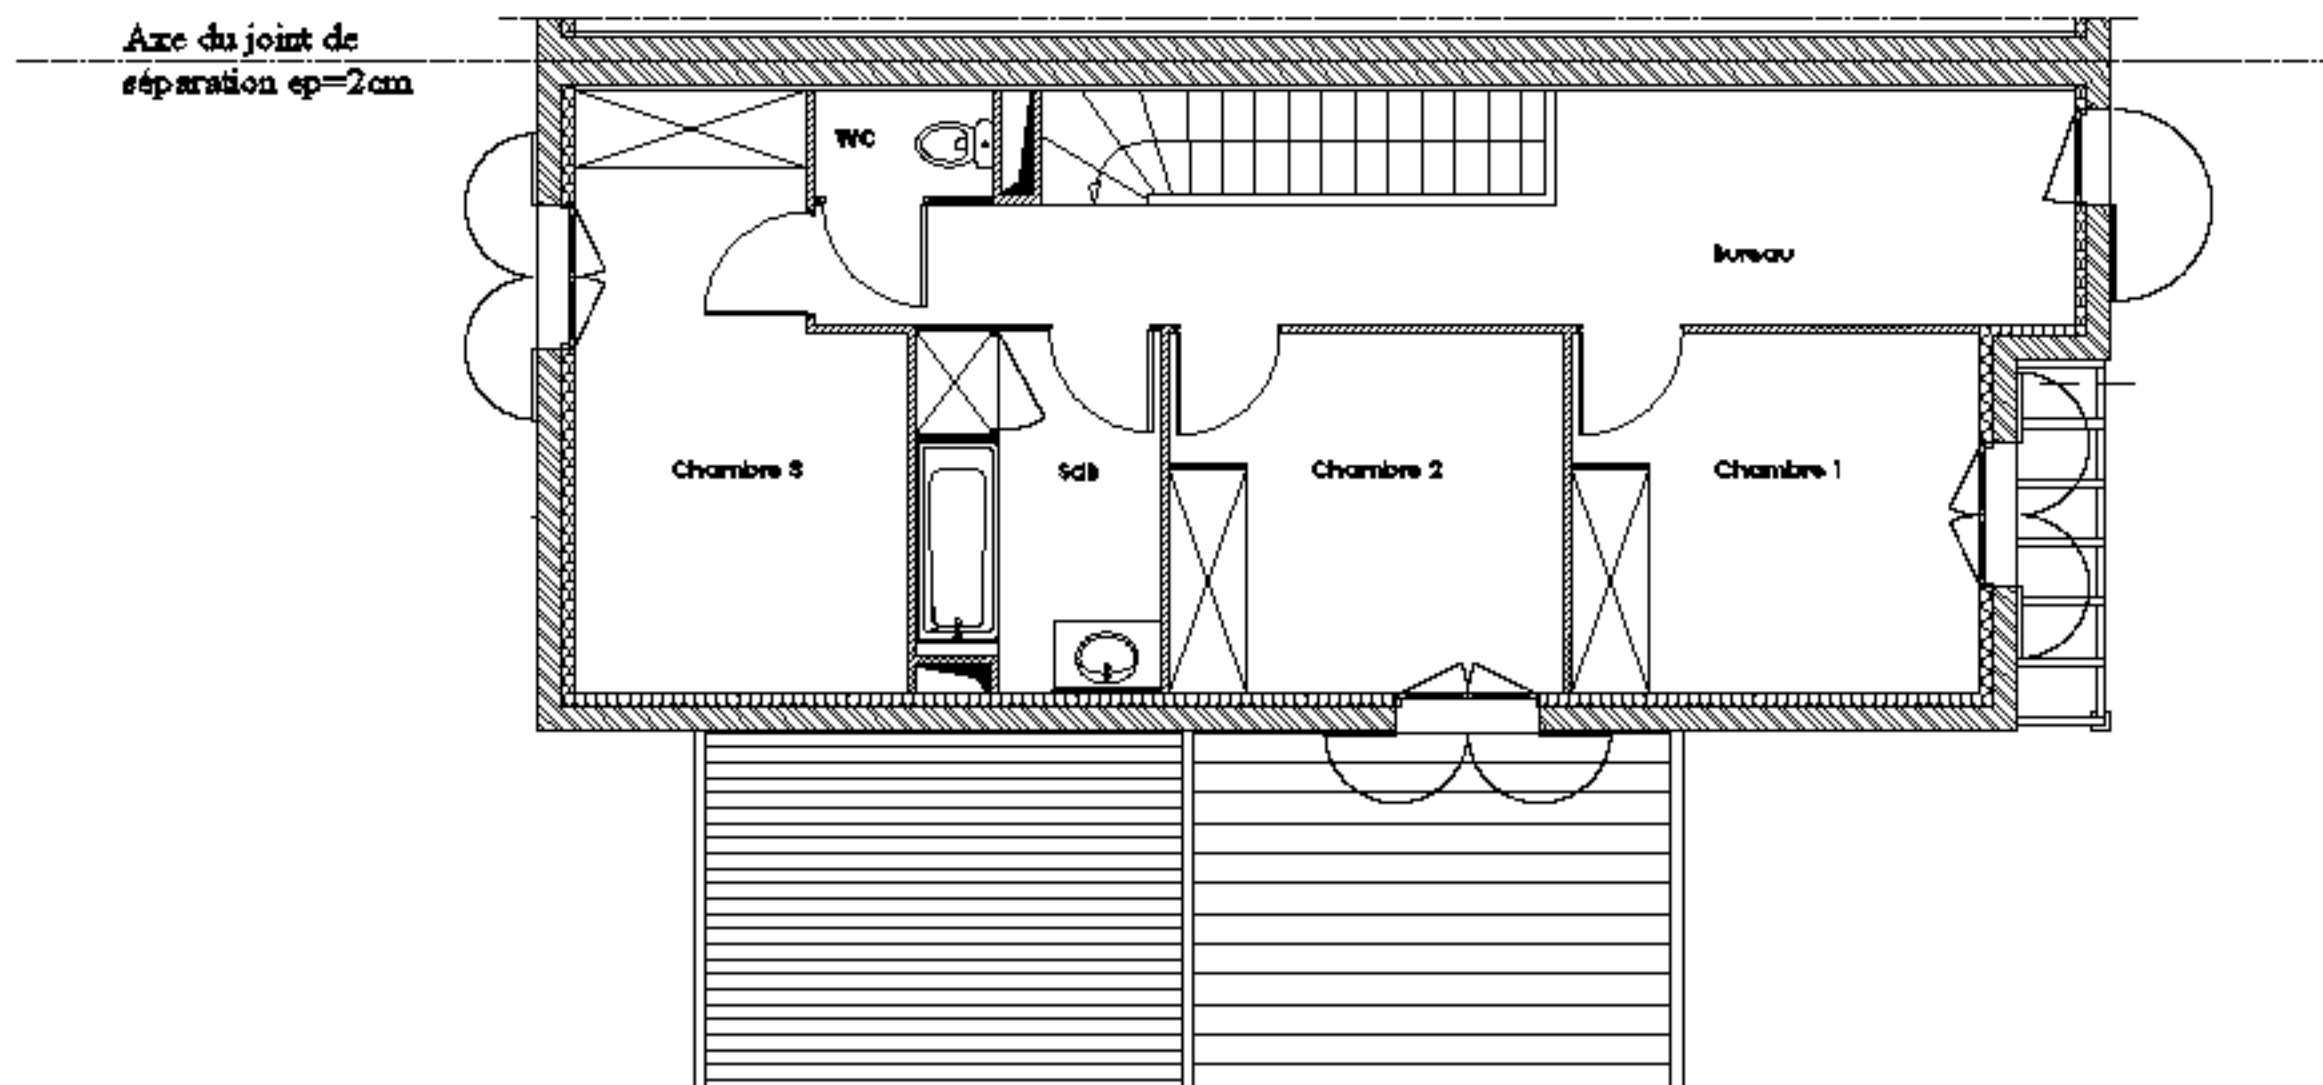 Axe du joint de
séparation ep=2cm
WC
bureau
Chambre 3
SdB
Chambre 2
Chambre 1